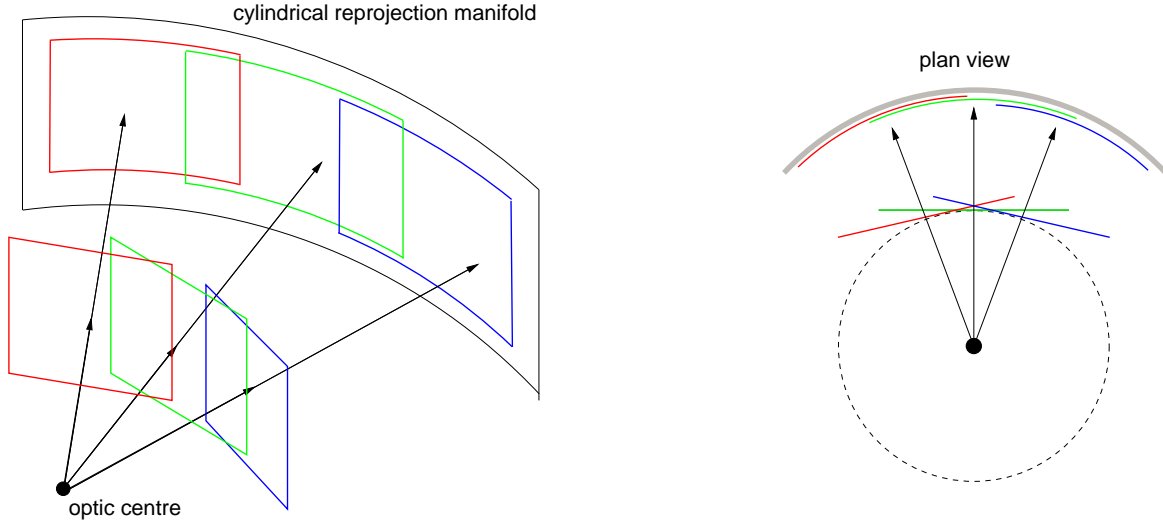 cylindrical reprojection manifold
plan view
optic centre